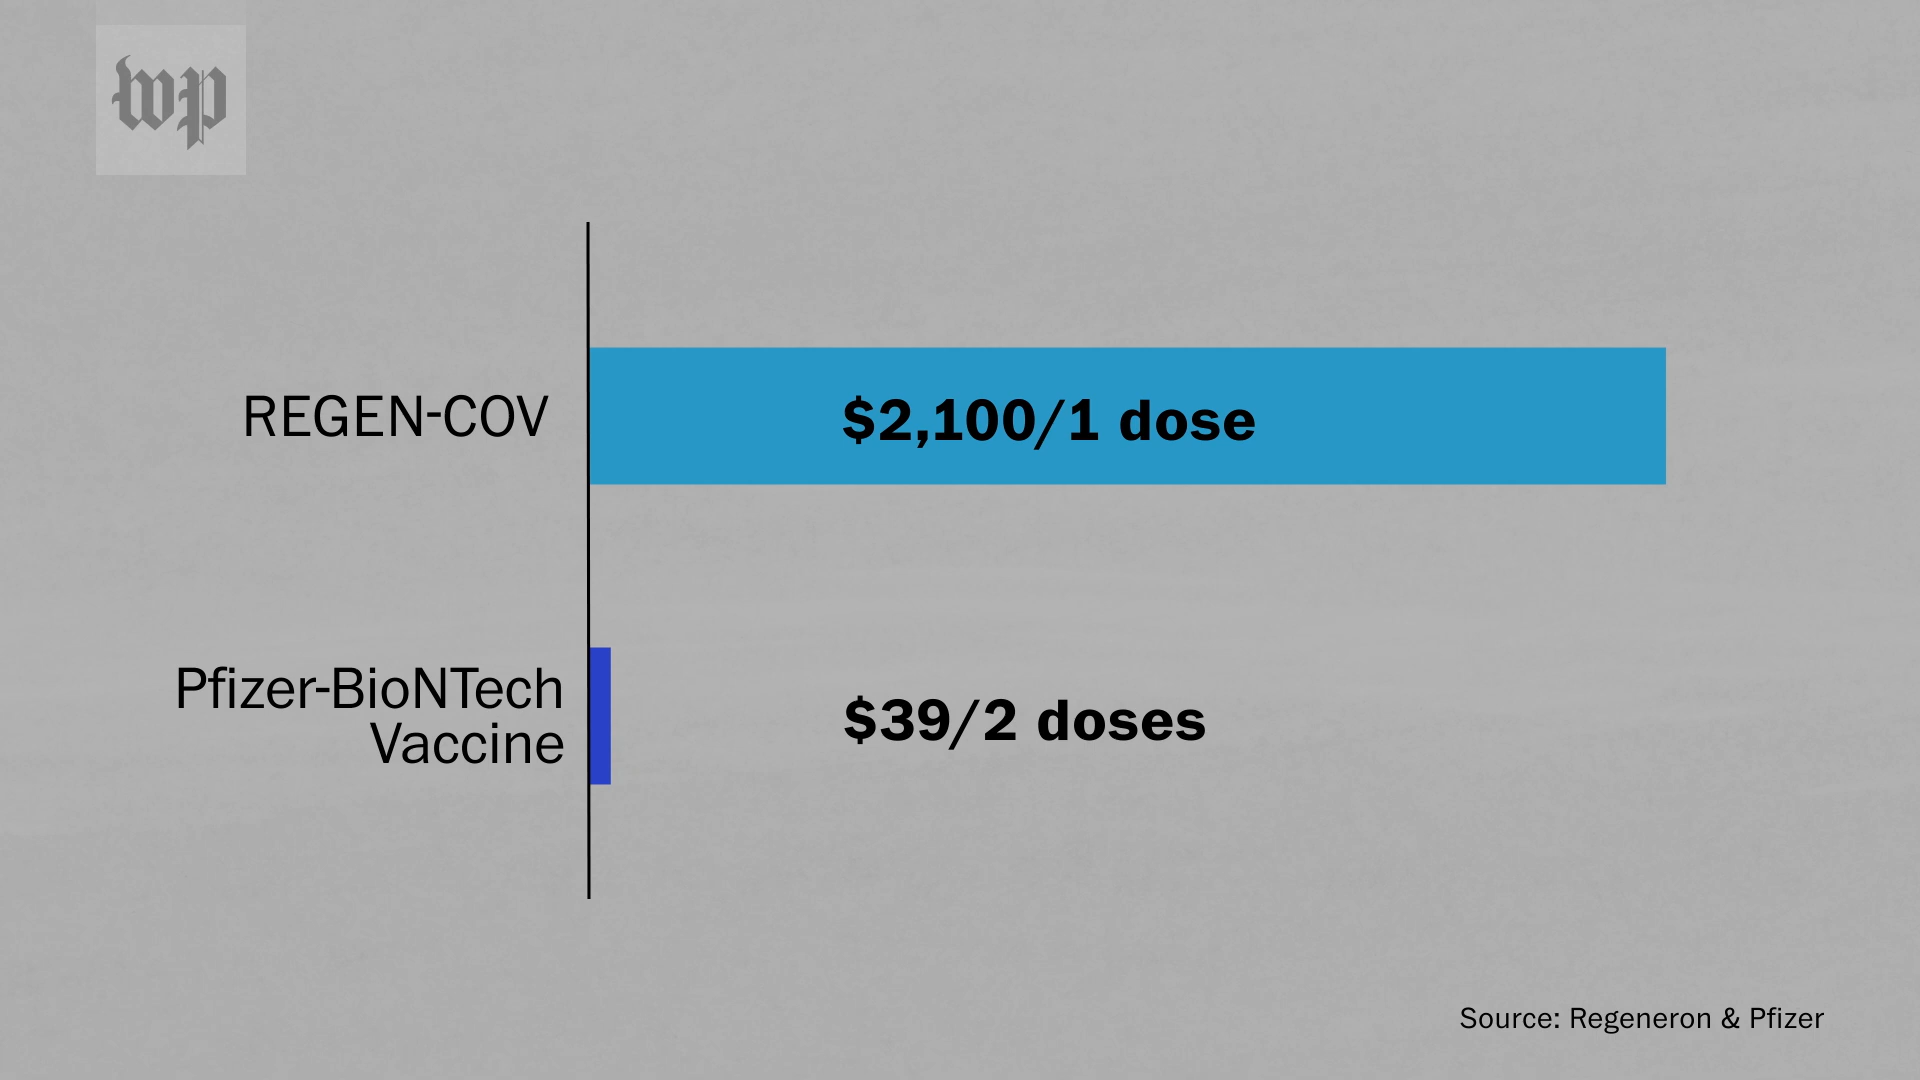 wp
REGEN-COV
$2,100/1 dose
Pfizer-BioNTech
Vaccine
$39/2 doses
Source: Regeneron & Pfizer